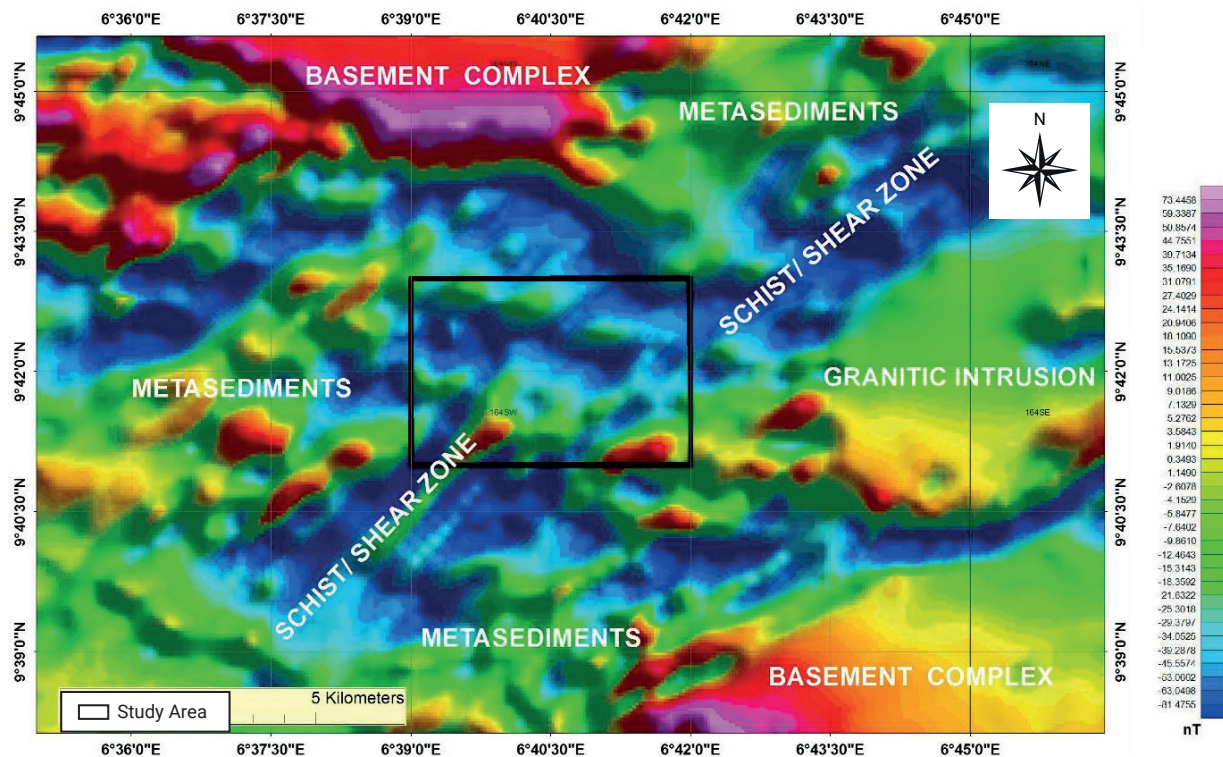 6°36'0"E 6°37'30"E 6°39'0"E 6°40'30"E 6°42'0"E 6°43'30"E 6°45'0"E
164NE
BASEMENT COMPLEX
METASEDIMENTS
N
9°45'0"N 9°45'0"N
SCHIST/ SHEAR ZONE
9°43'30"N 9°43'30"N
METASEDIMENTS
GRANITIC INTRUSION
9°42'0"N 9°42'0"N
164SW 164SE
SCHIST/ SHEAR ZONE
9°40'30"N 9°40'30"N
METASEDIMENTS
9°39'0"N 9°39'0"N
BASEMENT COMPLEX
5 Kilometers
Study Area
6°36'0"E 6°37'30"E 6°39'0"E 6°40'30"E 6°42'0"E 6°43'30"E 6°45'0"E
73.4458
59.3387
50.8574
44.7551
35.1690
31.0791
27.4029
24.1414
20.9406
18.1090
15.5373
13.1725
11.0025
9.0186
7.1329
5.2762
3.5843
1.9140
0.3493
-1.1490
-2.6078
-4.1529
-5.8477
-7.6402
-9.8610
-12.4643
-15.3143
-18.3592
-21.6322
-25.3018
-29.3797
-34.0525
-39.2878
-45.5574
-63.0498
-81.4755
nT